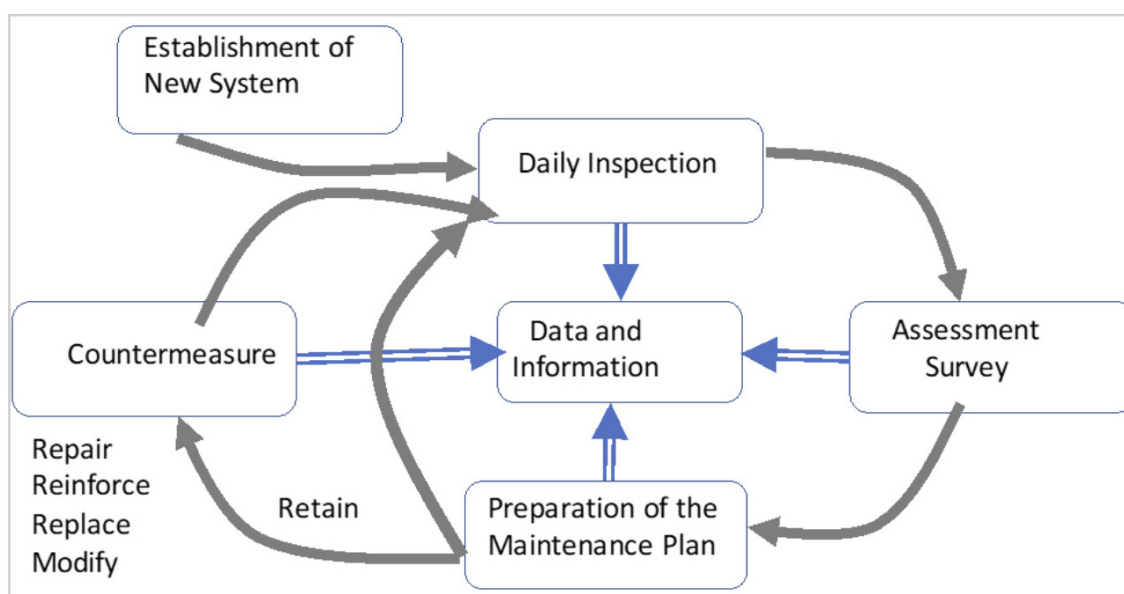 Establishment of
New System
Daily Inspection
Countermeasure
Data and
Information
Assessment
Survey
Repair
Reinforce
Replace
Modify
Retain
Preparation of the
Maintenance Plan